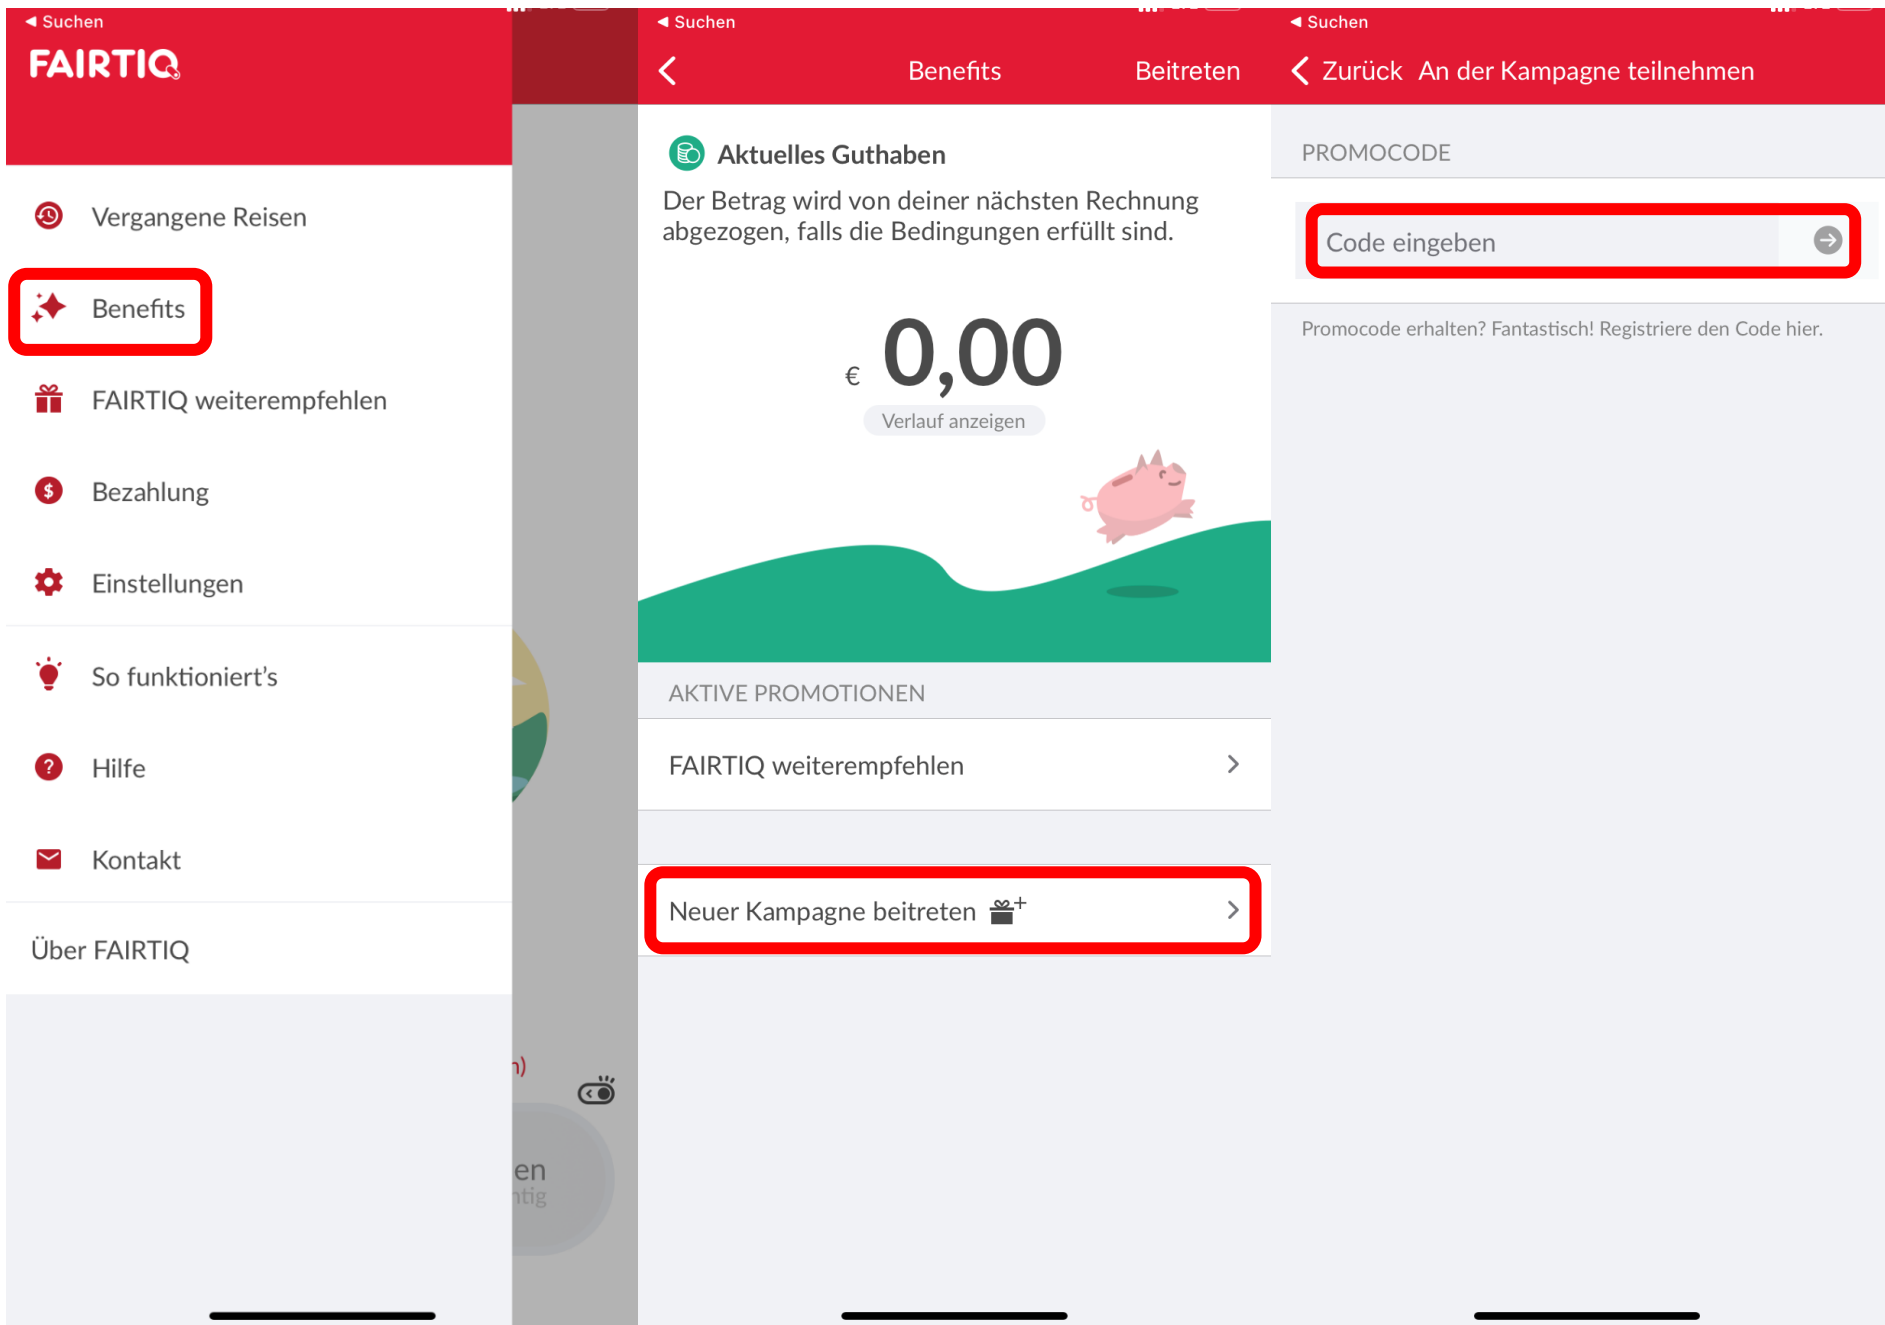 ◀ Suchen
FAIRTIQ
Vergangene Reisen
Benefits
FAIRTIQ weiterempfehlen
Bezahlung
Einstellungen
So funktioniert's
Hilfe
Kontakt
Über FAIRTIQ
n)
en
htig
◀ Suchen
Benefits
Beitreten
Aktuelles Guthaben
Der Betrag wird von deiner nächsten Rechnung
abgezogen, falls die Bedingungen erfüllt sind.
€ 0,00
Verlauf anzeigen
AKTIVE PROMOTIONEN
FAIRTIQ weiterempfehlen
Neuer Kampagne beitreten
◀ Suchen
Zurück An der Kampagne teilnehmen
PROMOCODE
Code eingeben
Promocode erhalten? Fantastisch! Registriere den Code hier.